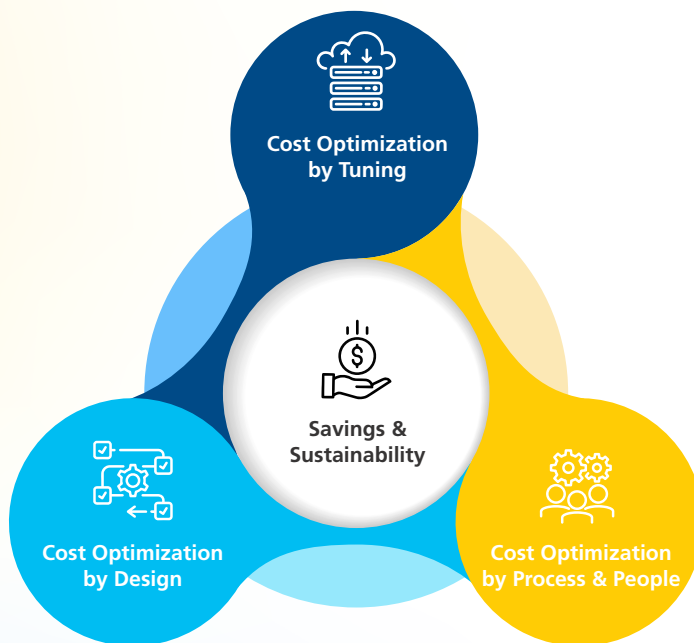 Cost Optimization
by Tuning
$
Savings &
Sustainability
Cost Optimization
by Design
Cost Optimization
by Process & People